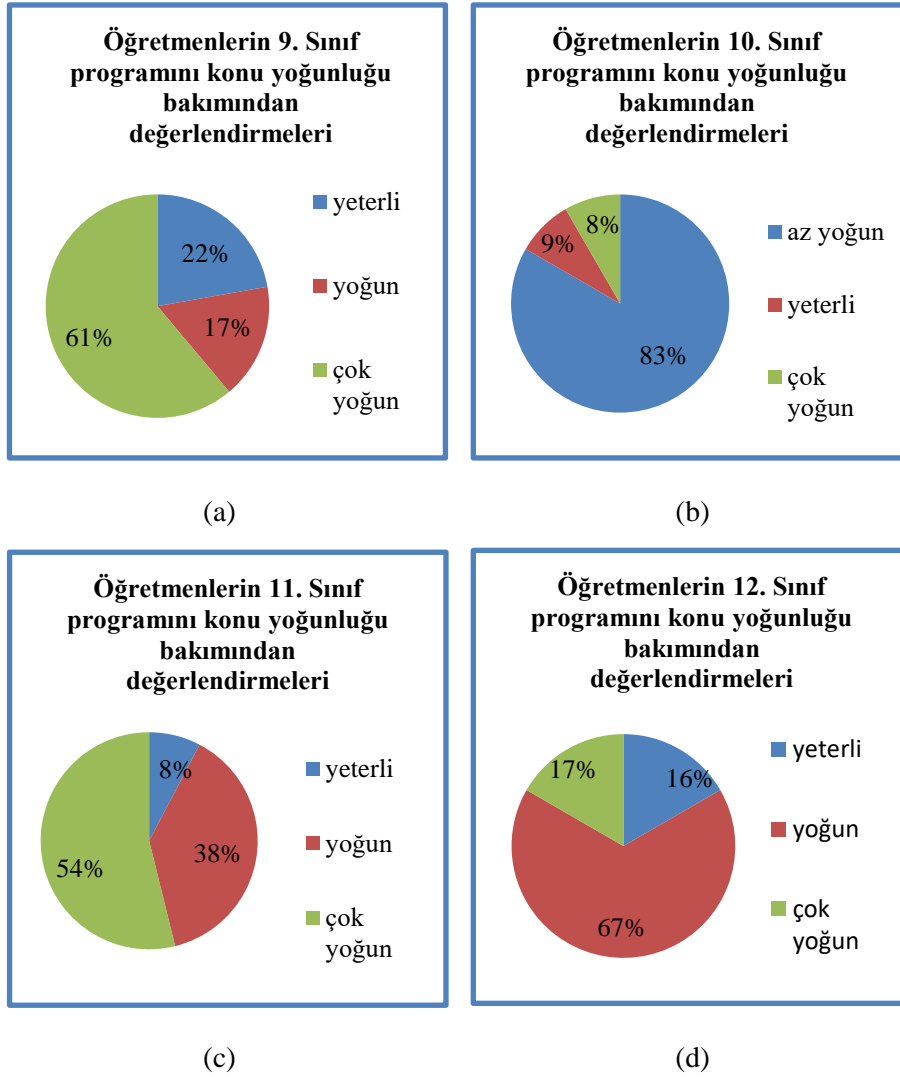 Öğretmenlerin 9. Sınıf
programını konu yoğunluğu
bakımından
değerlendirmeleri
yeterli
22%
yoğun
17%
61%
çok
yoğun
(a)
Öğretmenlerin 10. Sınıf
programını konu yoğunluğu
bakımından
değerlendirmeleri
8%
az yoğun
9%
yeterli
83%
çok
yoğun
(b)
Öğretmenlerin 11. Sınıf
programını konu yoğunluğu
bakımından
değerlendirmeleri
8%
yeterli
yoğun
38%
54%
çok
yoğun
(c)
Öğretmenlerin 12. Sınıf
programını konu yoğunluğu
bakımından
değerlendirmeleri
yeterli
17%
16%
yoğun
67%
çok
yoğun
(d)